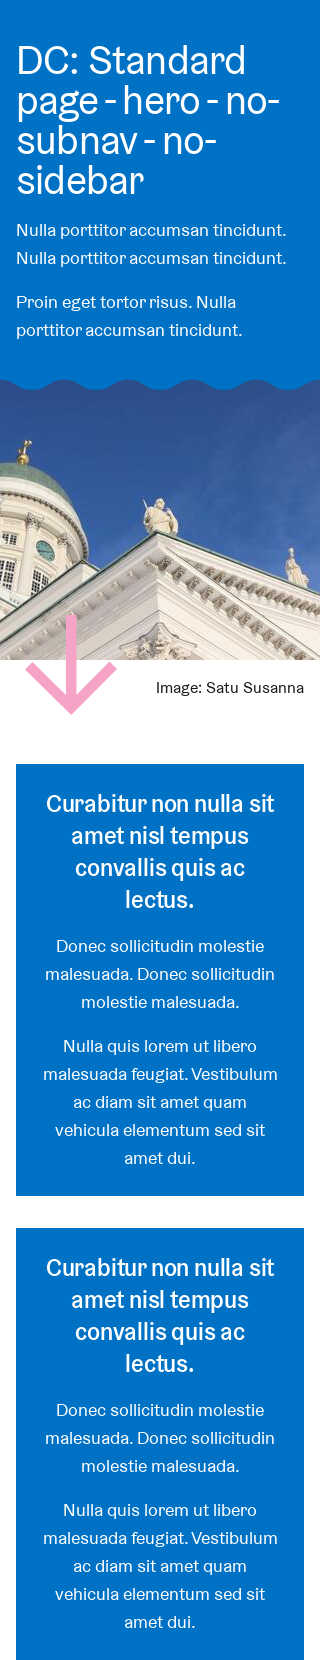 DC: Standard
page - hero - no-
subnav - no-
sidebar
Nulla porttitor accumsan tincidunt.
Nulla porttitor accumsan tincidunt.
Proin eget tortor risus. Nulla
porttitor accumsan tincidunt.
Image: Satu Susanna
Curabitur non nulla sit
amet nisl tempus
convallis quis ac
lectus.
Donec sollicitudin molestie
malesuada. Donec sollicitudin
molestie malesuada.
Nulla quis lorem ut libero
malesuada feugiat. Vestibulum
ac diam sit amet quam
vehicula elementum sed sit
amet dui.
Curabitur non nulla sit
amet nisl tempus
convallis quis ac
lectus.
Donec sollicitudin molestie
malesuada. Donec sollicitudin
molestie malesuada.
Nulla quis lorem ut libero
malesuada feugiat. Vestibulum
ac diam sit amet quam
vehicula elementum sed sit
amet dui.